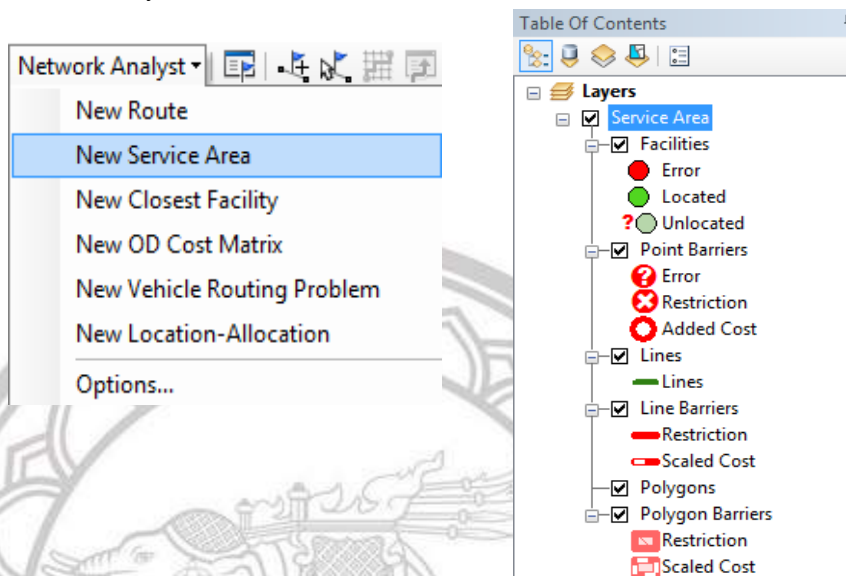 Network Analyst
New Route
New Service Area
New Closest Facility
New OD Cost Matrix
New Vehicle Routing Problem
New Location-Allocation
Options...
Table Of Contents
Layers
Service Area
Facilities
Error
Located
? Unlocated
Point Barriers
? Error
Restriction
Added Cost
Lines
Lines
Line Barriers
Restriction
Scaled Cost
Polygons
Polygon Barriers
Restriction
Scaled Cost